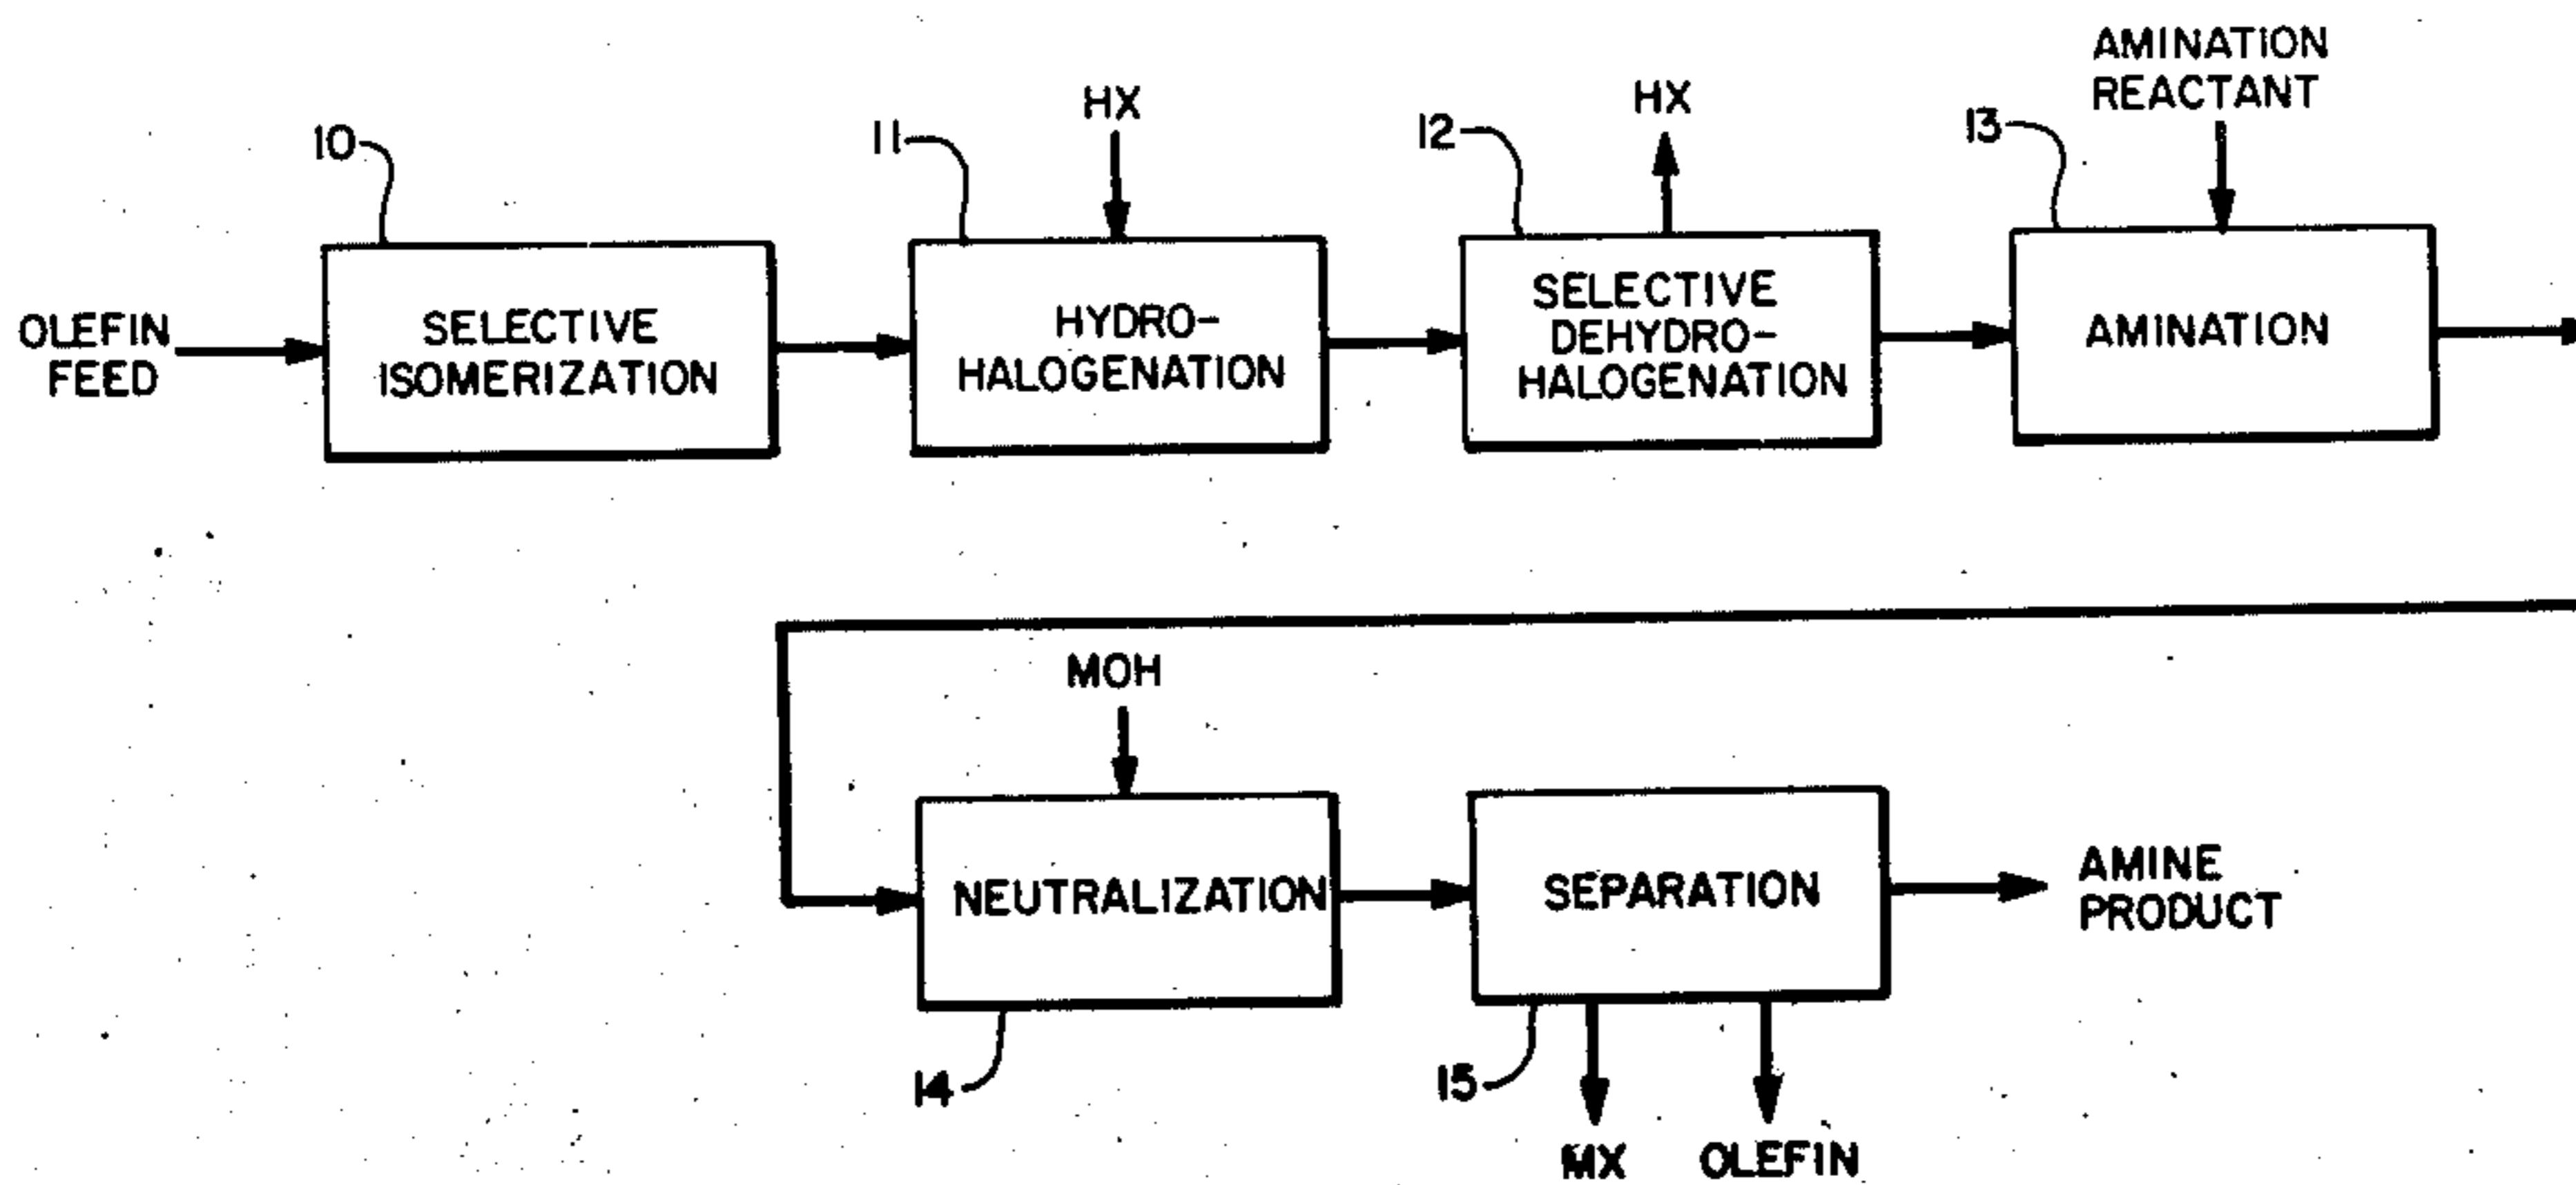 OLEFIN
FEED
10
SELECTIVE
ISOMERIZATION
11
HX
HYDRO-
HALOGENATION
12
HX
SELECTIVE
DEHYDRO-
HALOGENATION
13
AMINATION
REACTANT
AMINATION
MOH
NEUTRALIZATION
14
SEPARATION
15
MX
OLEFIN
AMINE
PRODUCT